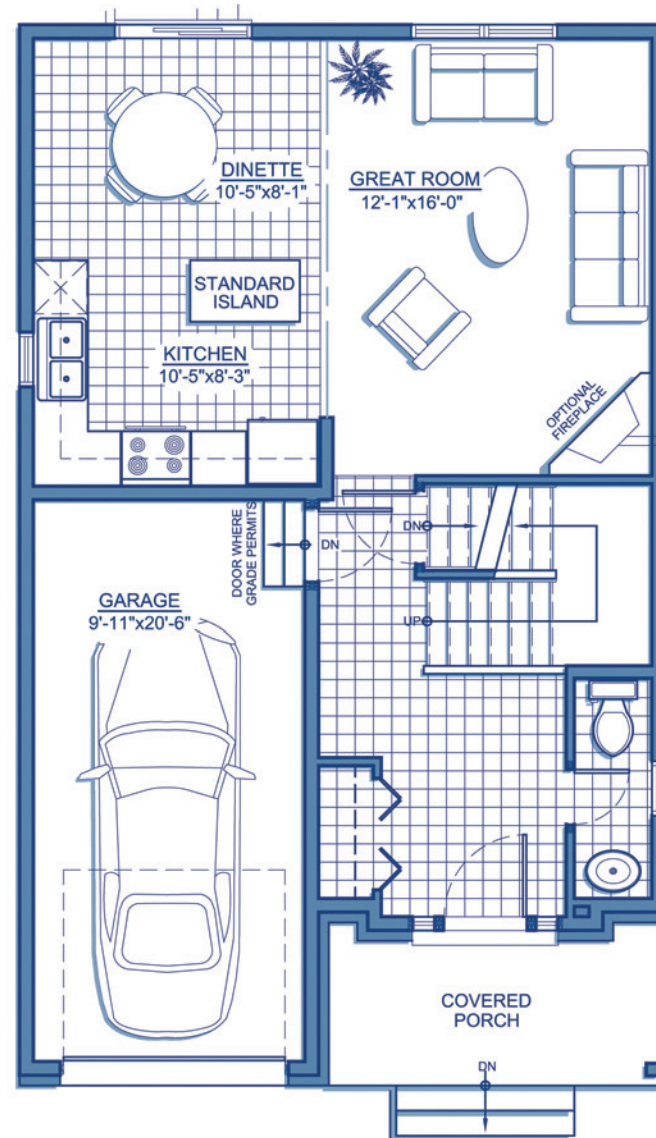 DINETTE
10'-5"x8'-1"
GREAT ROOM
12'-1"x16'-0"
STANDARD
ISLAND
KITCHEN
10'-5"x8'-3"
OPTIONAL
FIREPLACE
DN
DOOR WHERE
GRADE PERMITS
DN
GARAGE
9'-11"x20'-6"
UP
COVERED
PORCH
DN